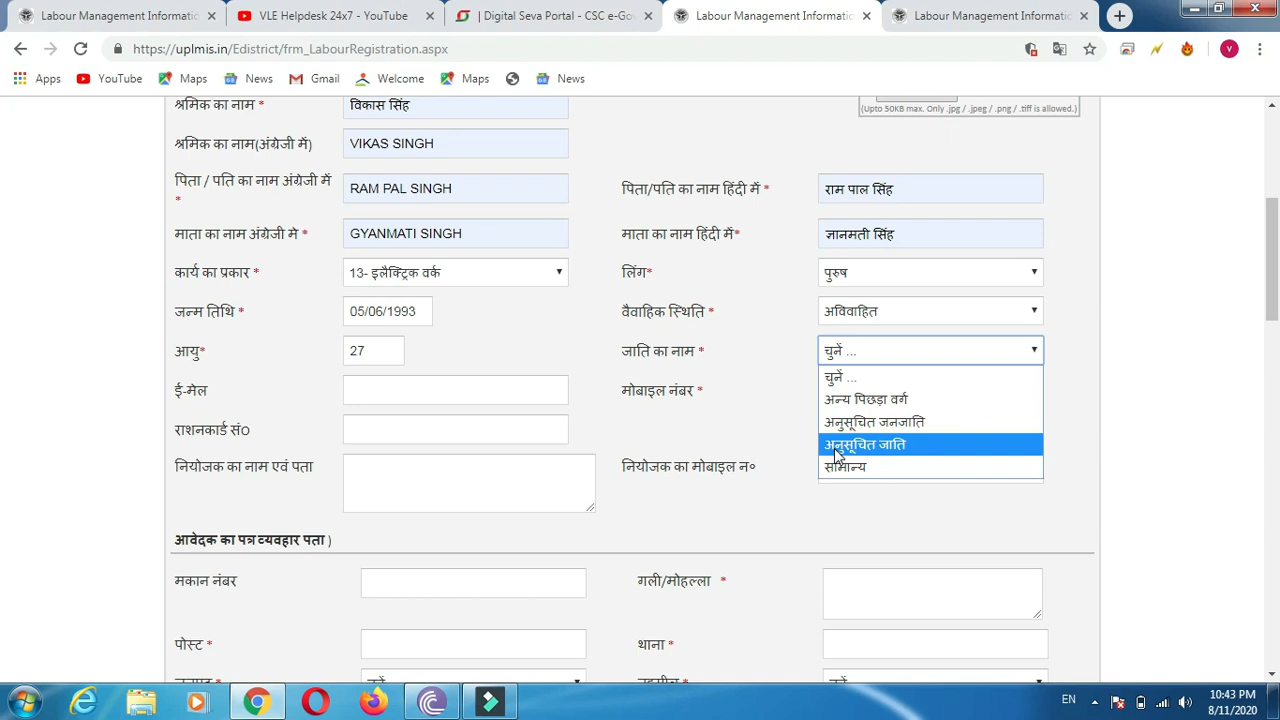 Labour Management Informatio
VLE Helpdesk 24x7 - YouTube
| Digital Seva - CSC e-Gov
Labour Management Informatio
Labour Management Informatio
https://uplmis.in/Edistrict/frm_LabourRegistration.aspx
V
Apps YouTube Maps News Gmail Welcome Maps News
श्रमिक का नाम * विकास सिंह
(Upto 50KB max. Only .jpg / .jpeg / .png / .tiff is allowed.)
श्रमिक का नाम(अंग्रेजी में) VIKAS SINGH
पिता / पति का नाम अंग्रेजी में * RAM PAL SINGH पिता/पति का नाम हिंदी में * राम पाल सिंह
माता का नाम अंग्रेजी मे * GYANMATI SINGH माता का नाम हिंदी में* ज्ञानमती सिंह
कार्य का प्रकार * 13- इलैक्ट्रिक वर्क लिंग* पुरुष
जन्म तिथि * 05/06/1993 वैवाहिक स्थिति * अविवाहित
आयु* 27 जाति का नाम * चुनें ...
चुनें ...
ई-मेल मोबाइल नंबर * अन्य पिछड़ा वर्ग
अनुसूचित जनजाति
राशनकार्ड सं० अनुसूचित जाति
नियोजक का नाम एवं पता नियोजक का मोबाइल न० सामान्य
आवेदक का पत्र व्यवहार पता )
मकान नंबर गली/मोहल्ला *
पोस्ट * थाना *
EN 10:43 PM
8/11/2020